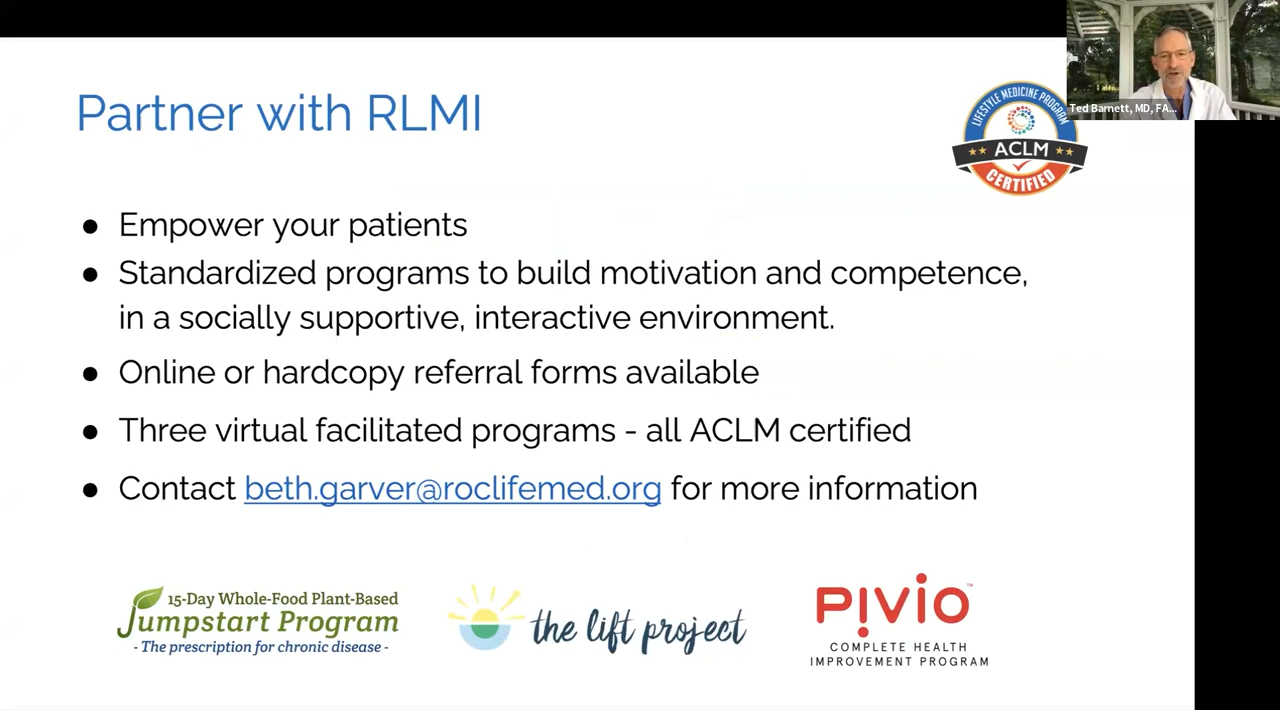 Partner with RLMI
LIFESTYLE MEDICINE PROGRAM
ACLM
CERTIFIED
Ted Barnett, MD, FA...
● Empower your patients
● Standardized programs to build motivation and competence,
in a socially supportive, interactive environment.
● Online or hardcopy referral forms available
● Three virtual facilitated programs - all ACLM certified
● Contact beth.garver@roclifemed.org for more information
15-Day Whole-Food Plant-Based
Jumpstart Program
- The prescription for chronic disease -
the lift project
PIVIO™
COMPLETE HEALTH
IMPROVEMENT PROGRAM